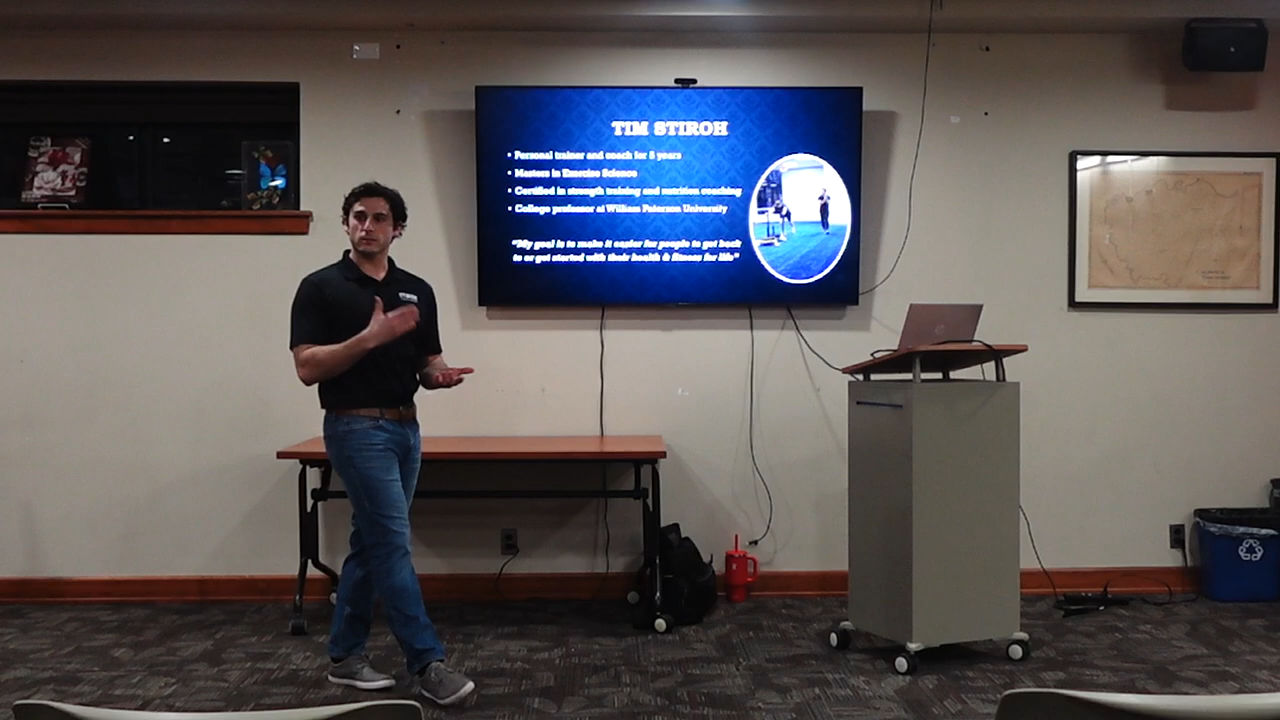 TIM STIROH
• Personal trainer and coach for 5 years
• Masters in Exercise Science
• Certified in strength training and nutrition coaching
• College professor at William Paterson University
"My goal is to make it easier for people to get back
to or get started with their health & fitness for life"